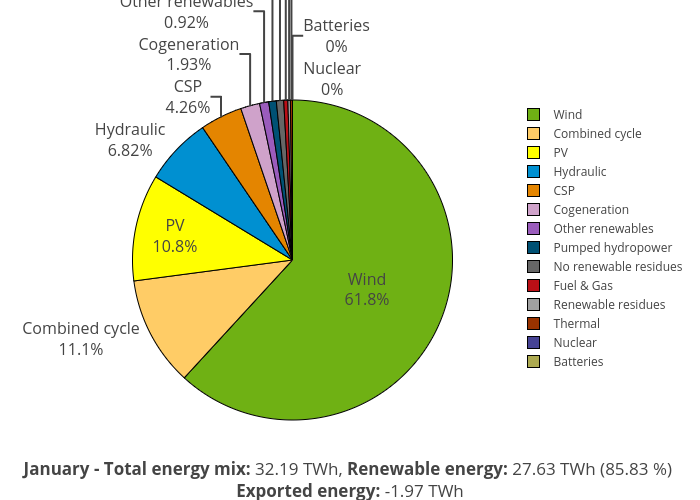 Other renewables
0.92%
Batteries
0%
Cogeneration
1.93%
Nuclear
0%
CSP
4.26%
Hydraulic
6.82%
PV
10.8%
Wind
61.8%
Combined cycle
11.1%
Wind
Combined cycle
PV
Hydraulic
CSP
Cogeneration
Other renewables
Pumped hydropower
No renewable residues
Fuel & Gas
Renewable residues
Thermal
Nuclear
Batteries
January - Total energy mix: 32.19 TWh, Renewable energy: 27.63 TWh (85.83 %)
Exported energy: -1.97 TWh